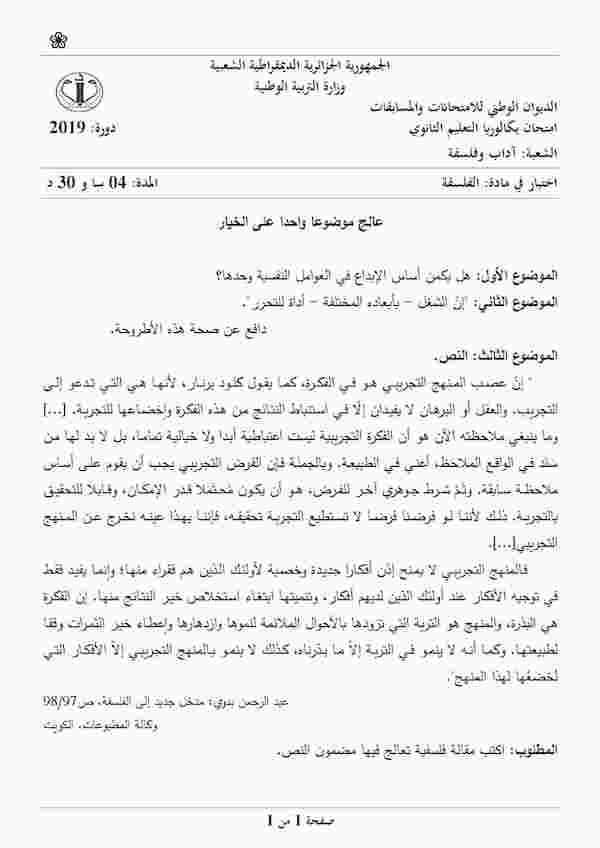 الجمهورية الجزائرية الديمقراطية الشعبية
وزارة التربية الوطنية
الديوان الوطني للامتحانات والمسابقات
امتحان بكالوريا التعليم الثانوي
دورة: 2019
الشعبة: آداب وفلسفة
اختبار في مادة: الفلسفة
المدة: 04 سا و 30 د
عالج موضوعا واحدا على الخيار
الموضوع الأول: هل يكمن أساس الإبداع في العوامل النفسية وحدها؟
الموضوع الثاني: "إنّ الشغل – بأبعاده المختلفة – أداة للتحرر".
دافع عن صحة هذه الأطروحة.
الموضوع الثالث: النص.
" إنّ عصب المنهج التجريبي هو في الفكرة، كما يقول كلود برنار، لأنها هي التي تدعو إلى
التجريب. والعقل أو البرهان لا يفيدان إلّا في استنباط النتائج من هذه الفكرة وإخضاعها للتجربة. [...]
وما ينبغي ملاحظته الآن هو أن الفكرة التجريبية ليست اعتباطية أبدا ولا خيالية تماما، بل لا بد لها من
سند في الواقع الملاحظ، أعني في الطبيعة. وبالجملة فإن الفرض التجريبي يجب أن يقوم على أساس
ملاحظة سابقة. وثمّ شرط جوهري آخر للفرض، هو أن يكون مُحتملا قدر الإمكان، وقابلا للتحقيق
بالتجربة. ذلك لأننا لو فرضنا فرضا لا تستطيع التجربة تحقيقه، فإننا بهذا عينه نخرج عن المنهج
التجريبي[...].
فالمنهج التجريبي لا يمنح إذن أفكارا جديدة وخصبة لأولئك الذين هم فقراء منها؛ وإنما يفيد فقط
في توجيه الأفكار عند أولئك الذين لديهم أفكار، وتنميتها ابتغاء استخلاص خير النتائج منها. إن الفكرة
هي البذرة، والمنهج هو التربة التي تزودها بالأحوال الملائمة لنموها وازدهارها وإعطاء خير الثمرات وفقا
لطبيعتها. وكما أنه لا ينمو في التربة إلاّ ما بذرناه، كذلك لا ينمو بالمنهج التجريبي إلاّ الأفكار التي
نُخضعُها لهذا المنهج".
عبد الرحمن بدوي: مدخل جديد إلى الفلسفة، ص98/97
وكالة المطبوعات، الكويت
المطلوب: اكتب مقالة فلسفية تعالج فيها مضمون النص.
صفحة 1 من 1